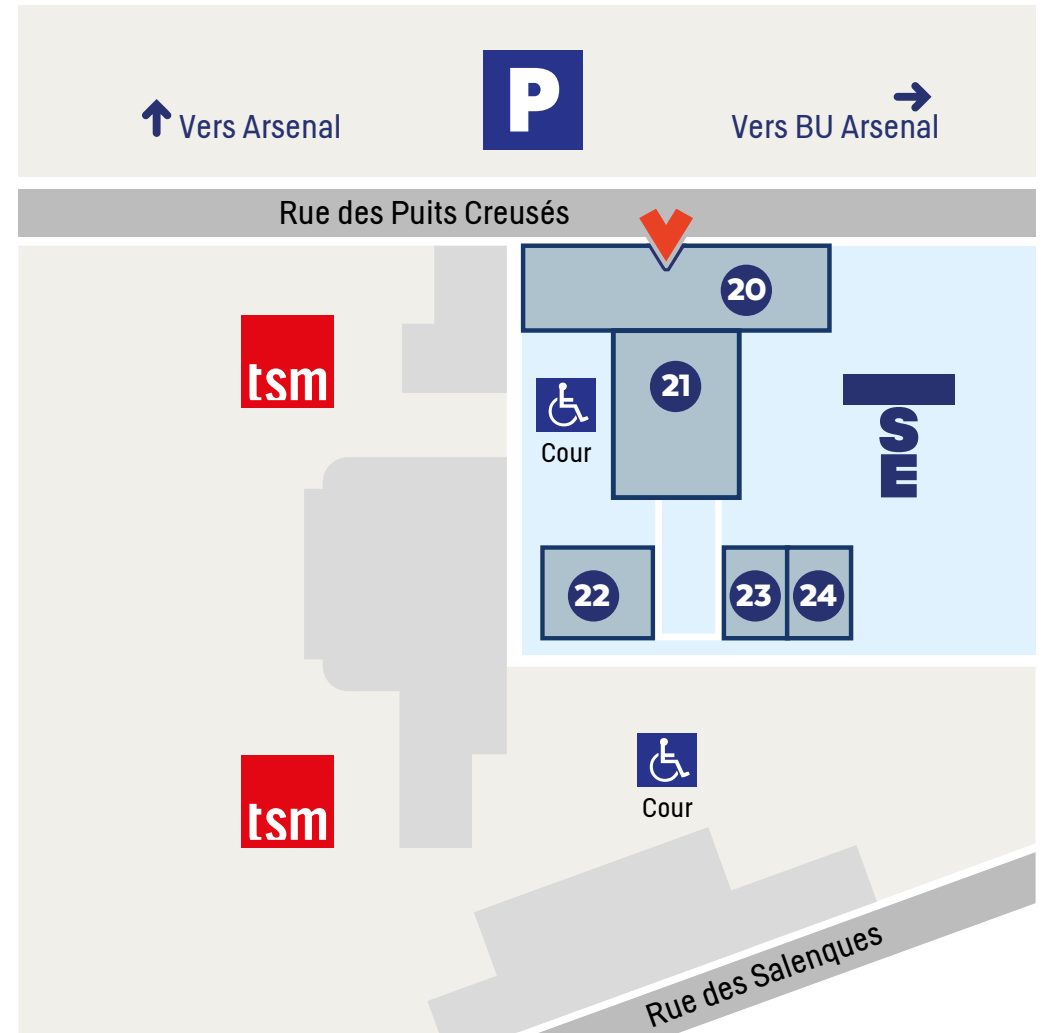 P
Vers Arsenal
Vers BU Arsenal
Rue des Puits Creusés
20
tsm
21
Cour
TSE
22
23
24
tsm
Cour
Rue des Salenques